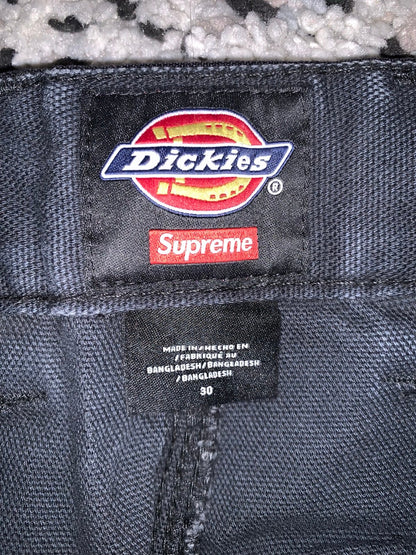 Dickies
®
Supreme
MADE IN/HECHO EN
/FABRIQUÉ AU
BANGLADESH/BANGLADESH
/BANGLADESH
30